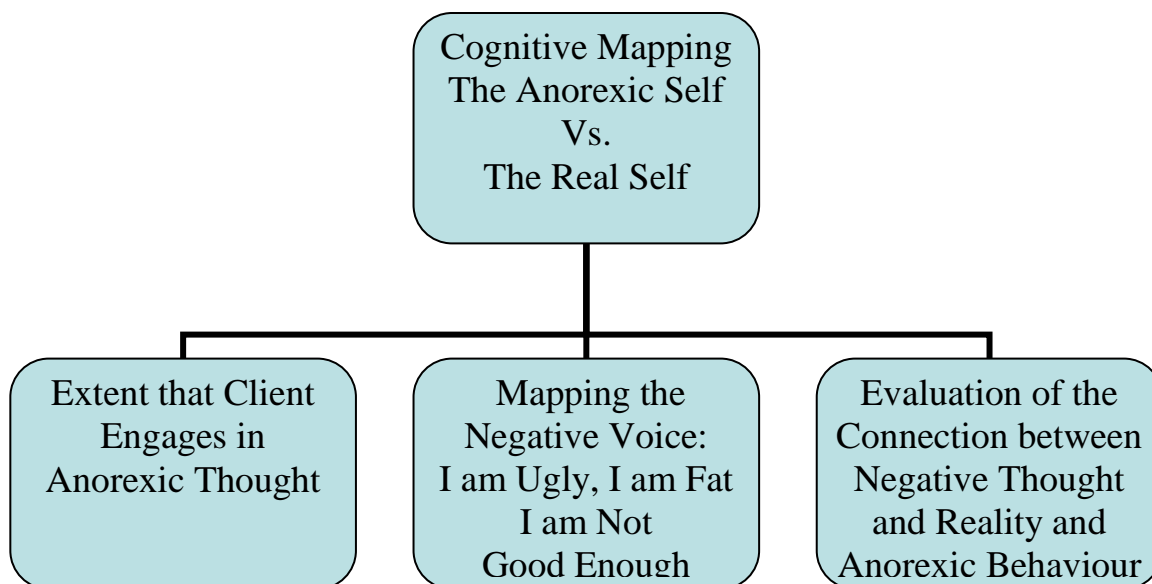 Cognitive Mapping
The Anorexic Self
Vs.
The Real Self
Extent that Client
Engages in
Anorexic Thought
Mapping the
Negative Voice:
I am Ugly, I am Fat
I am Not
Good Enough
Evaluation of the
Connection between
Negative Thought
and Reality and
Anorexic Behaviour